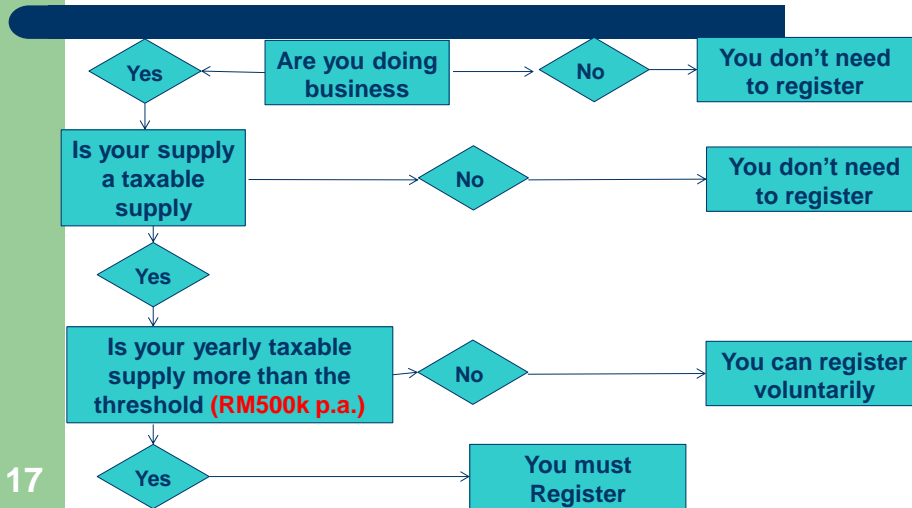 Yes
Are you doing
business
No
You don’t need
to register
Is your supply
a taxable
supply
No
You don’t need
to register
Yes
Is your yearly taxable
supply more than the
threshold (RM500k p.a.)
No
You can register
voluntarily
Yes
You must
Register
17